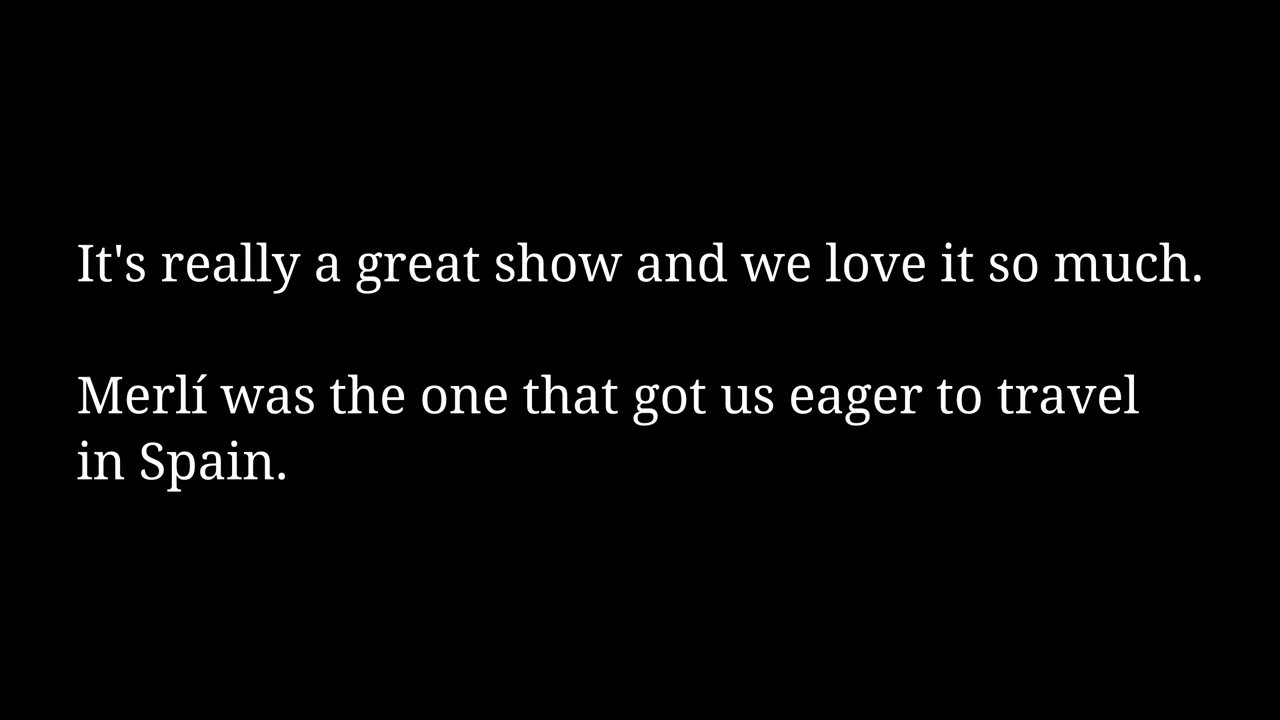 It's really a great show and we love it so much.
Merlí was the one that got us eager to travel
in Spain.